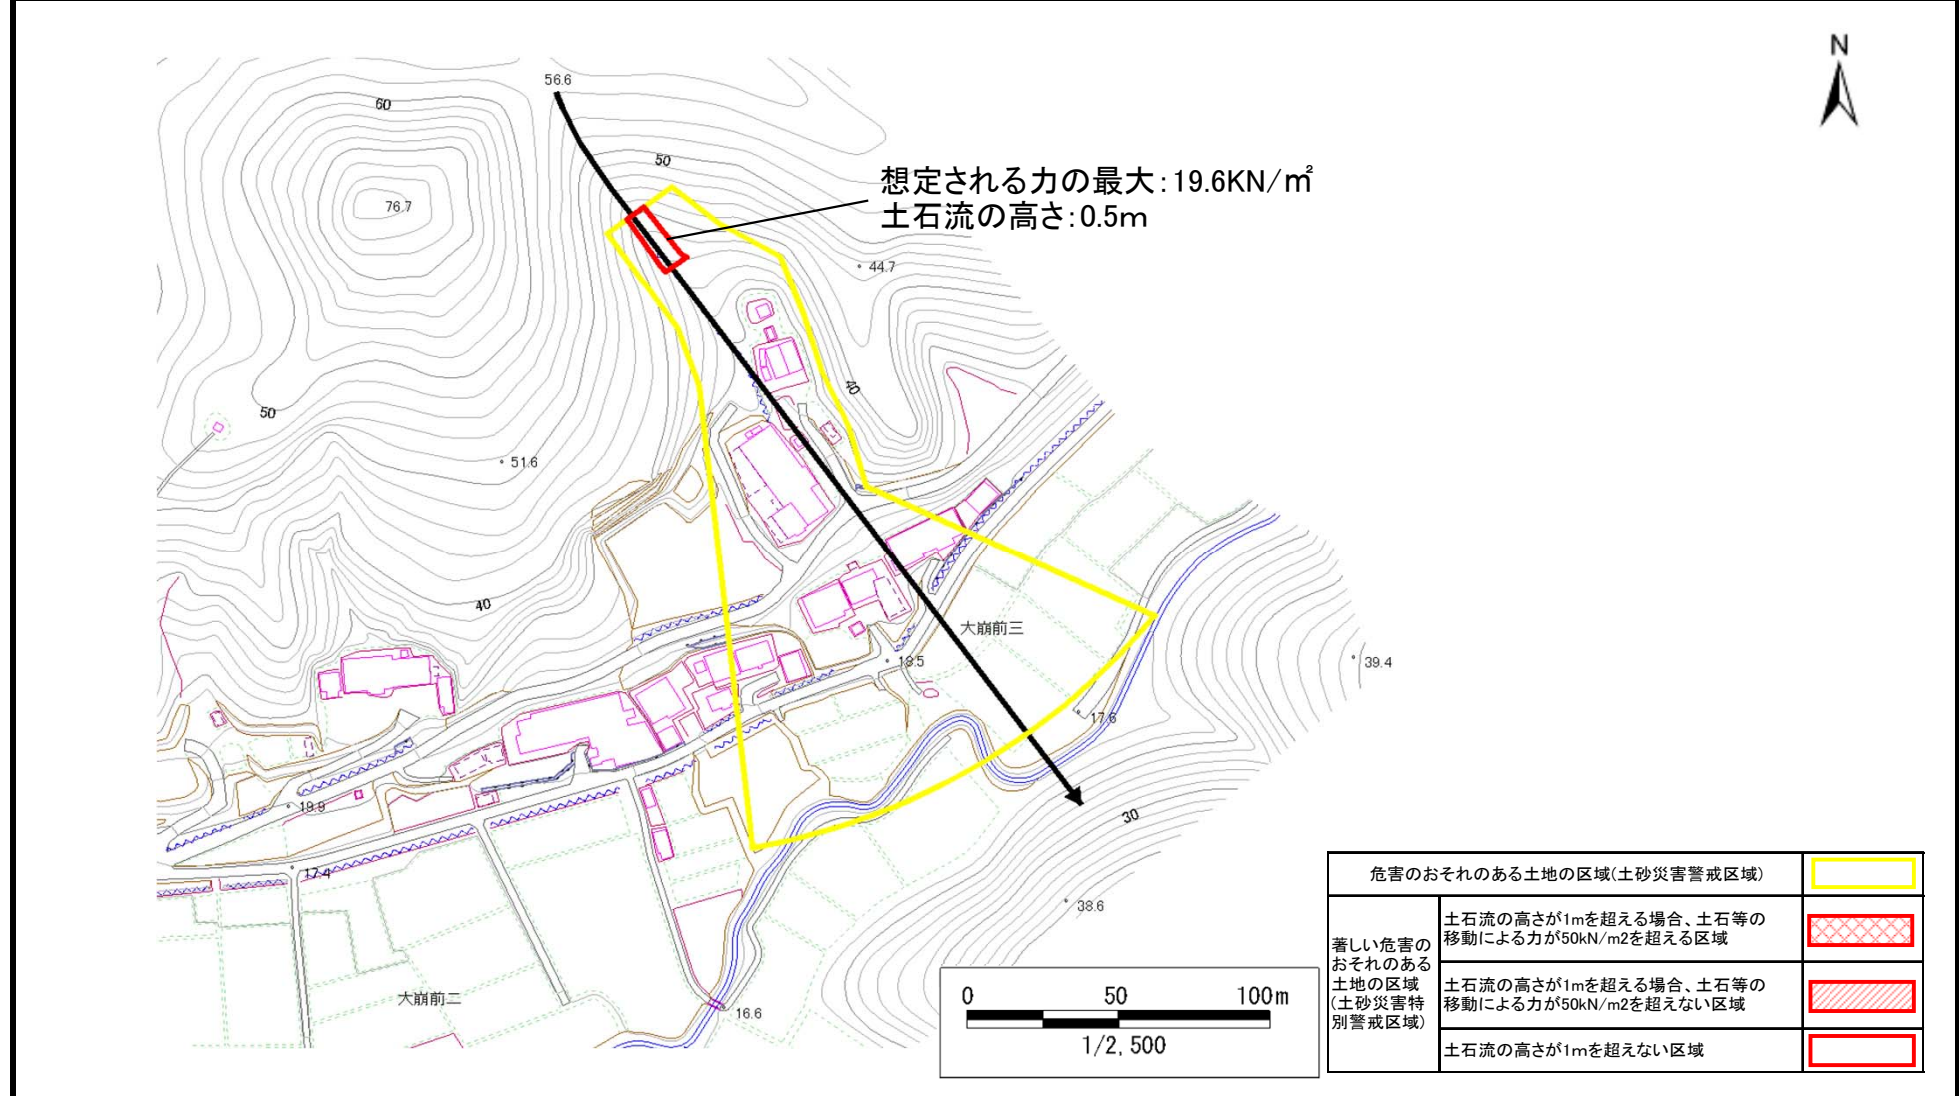 N
56.6
60
50
想定される力の最大:19.6KN/㎡
土石流の高さ:0.5m
76.7
44.7
40
50
51.6
40
大崩前三
18.5
39.4
17.6
19.9
30
17.4
38.6
大崩前二
16.6
0 50 100m
1/2,500
危害のおそれのある土地の区域(土砂災害警戒区域)
著しい危害の
おそれのある
土地の区域
(土砂災害特
別警戒区域)
土石流の高さが1mを超える場合、土石等の
移動による力が50kN/m2を超える区域
土石流の高さが1mを超える場合、土石等の
移動による力が50kN/m2を超えない区域
土石流の高さが1mを超えない区域